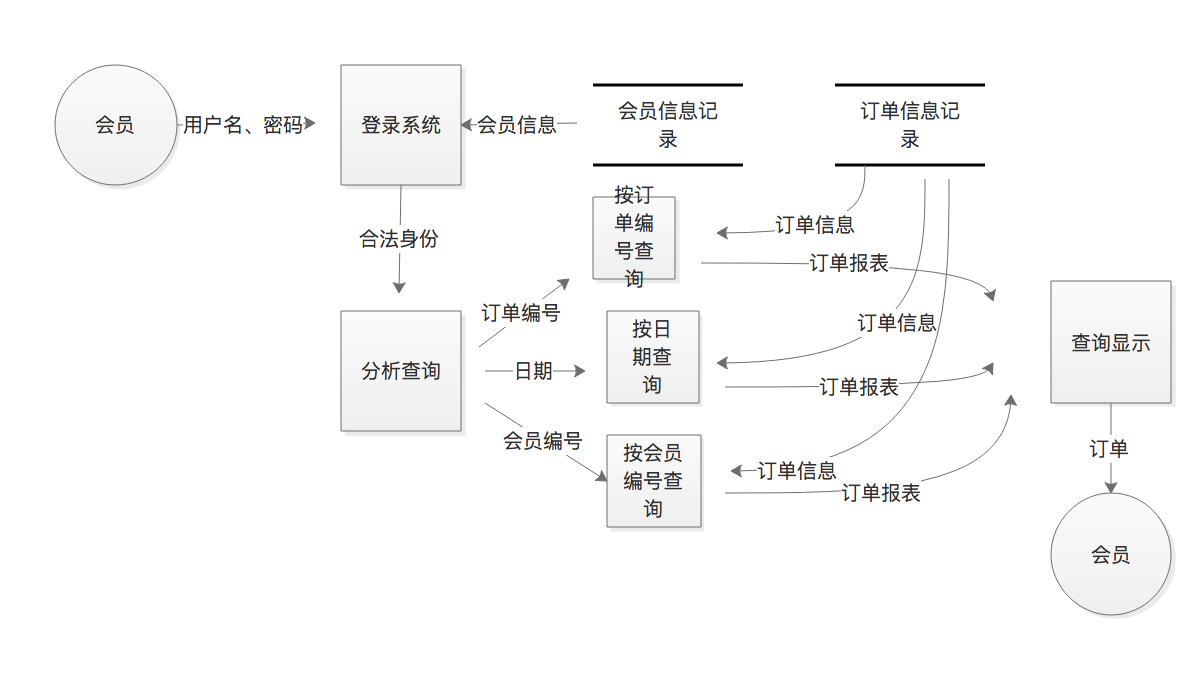 会员
用户名、密码
登录系统
会员信息
会员信息记
录
订单信息记
录
合法身份
按订
单编
号查
询
订单信息
订单报表
订单编号
分析查询
日期
按日
期查
询
订单信息
订单报表
查询显示
会员编号
按会员
编号查
询
订单信息
订单报表
订单
会员